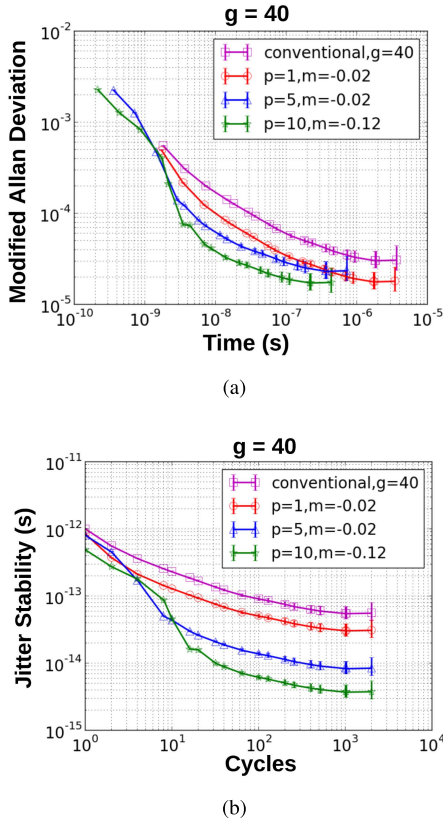 g = 40
Modified Allan Deviation
10^-2
10^-3
10^-4
10^-5
conventional,g=40
p=1,m=-0.02
p=5,m=-0.02
p=10,m=-0.12
10^-10 10^-9 10^-8 10^-7 10^-6 10^-5
Time (s)
(a)
g = 40
Jitter Stability (s)
10^-11
10^-12
10^-13
10^-14
10^-15
conventional,g=40
p=1,m=-0.02
p=5,m=-0.02
p=10,m=-0.12
10^0 10^1 10^2 10^3 10^4
Cycles
(b)